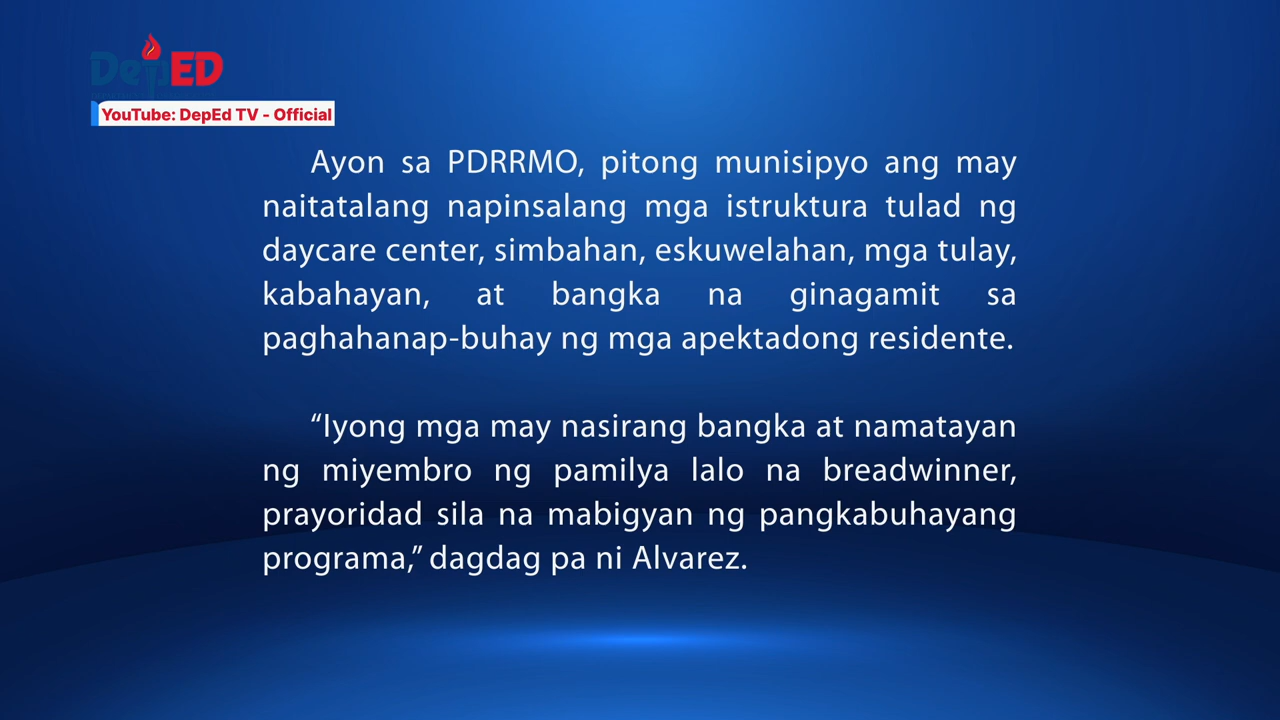 DepED
YouTube: DepEd TV - Official
Ayon sa PDRRMO, pitong munisipyo ang may
naitatalang napinsalang mga istruktura tulad ng
daycare center, simbahan, eskuwelahan, mga tulay,
kabahayan, at bangka na ginagamit sa
paghahanap-buhay ng mga apektadong residente.
“Iyong mga may nasirang bangka at namatayan
ng miyembro ng pamilya lalo na breadwinner,
prayoridad sila na mabigyan ng pangkabuhayang
programa,” dagdag pa ni Alvarez.